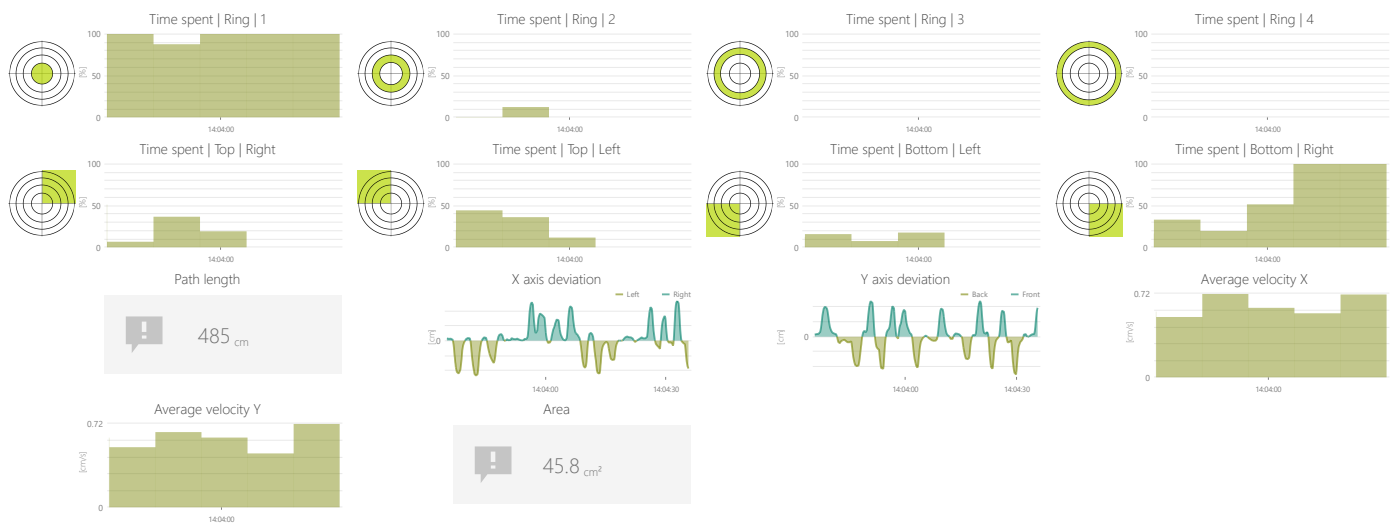 Time spent | Ring | 1
Time spent | Ring | 2
Time spent | Ring | 3
Time spent | Ring | 4
100
50
0
[%]
14:04:00
100
50
0
[%]
14:04:00
100
50
0
[%]
14:04:00
100
50
0
[%]
14:04:00
Time spent | Top | Right
Time spent | Top | Left
Time spent | Bottom | Left
Time spent | Bottom | Right
100
50
0
[%]
14:04:00
100
50
0
[%]
14:04:00
100
50
0
[%]
14:04:00
100
50
0
[%]
14:04:00
Path length
485 cm
X axis deviation
Left Right
[cm]
0
14:04:00 14:04:30
Y axis deviation
Back Front
[cm]
0
14:04:00 14:04:30
Average velocity X
0.72
[cm/s]
0
14:04:00
Average velocity Y
0.72
[cm/s]
0
14:04:00
Area
45.8 cm²